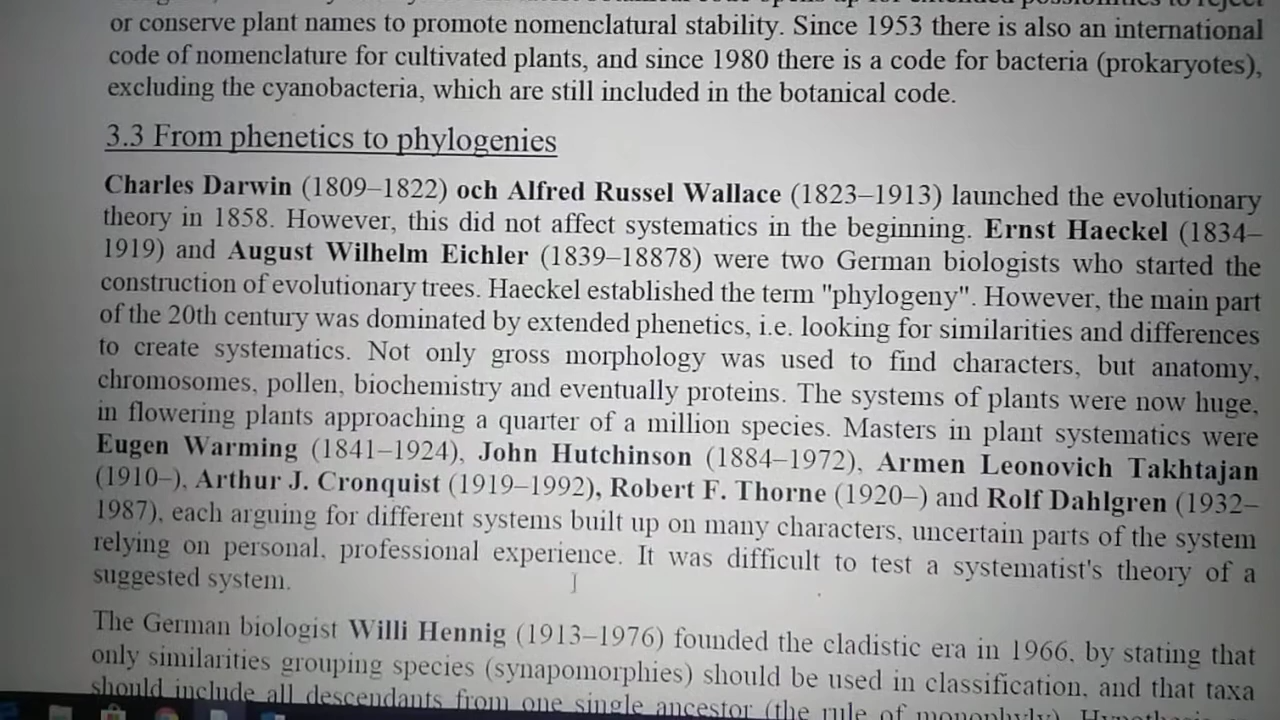 or conserve plant names to promote nomenclatural stability. Since 1953 there is also an international
code of nomenclature for cultivated plants, and since 1980 there is a code for bacteria (prokaryotes),
excluding the cyanobacteria, which are still included in the botanical code.
3.3 From phenetics to phylogenies
Charles Darwin (1809–1822) och Alfred Russel Wallace (1823–1913) launched the evolutionary
theory in 1858. However, this did not affect systematics in the beginning. Ernst Haeckel (1834–
1919) and August Wilhelm Eichler (1839–18878) were two German biologists who started the
construction of evolutionary trees. Haeckel established the term "phylogeny". However, the main part
of the 20th century was dominated by extended phenetics, i.e. looking for similarities and differences
to create systematics. Not only gross morphology was used to find characters, but anatomy,
chromosomes, pollen, biochemistry and eventually proteins. The systems of plants were now huge,
in flowering plants approaching a quarter of a million species. Masters in plant systematics were
Eugen Warming (1841–1924), John Hutchinson (1884–1972), Armen Leonovich Takhtajan
(1910–), Arthur J. Cronquist (1919–1992), Robert F. Thorne (1920–) and Rolf Dahlgren (1932–
1987), each arguing for different systems built up on many characters, uncertain parts of the system
relying on personal, professional experience. It was difficult to test a systematist's theory of a
suggested system.
The German biologist Willi Hennig (1913–1976) founded the cladistic era in 1966, by stating that
only similarities grouping species (synapomorphies) should be used in classification, and that taxa
should include all descendants from one single ancestor (the rule of monophyly).